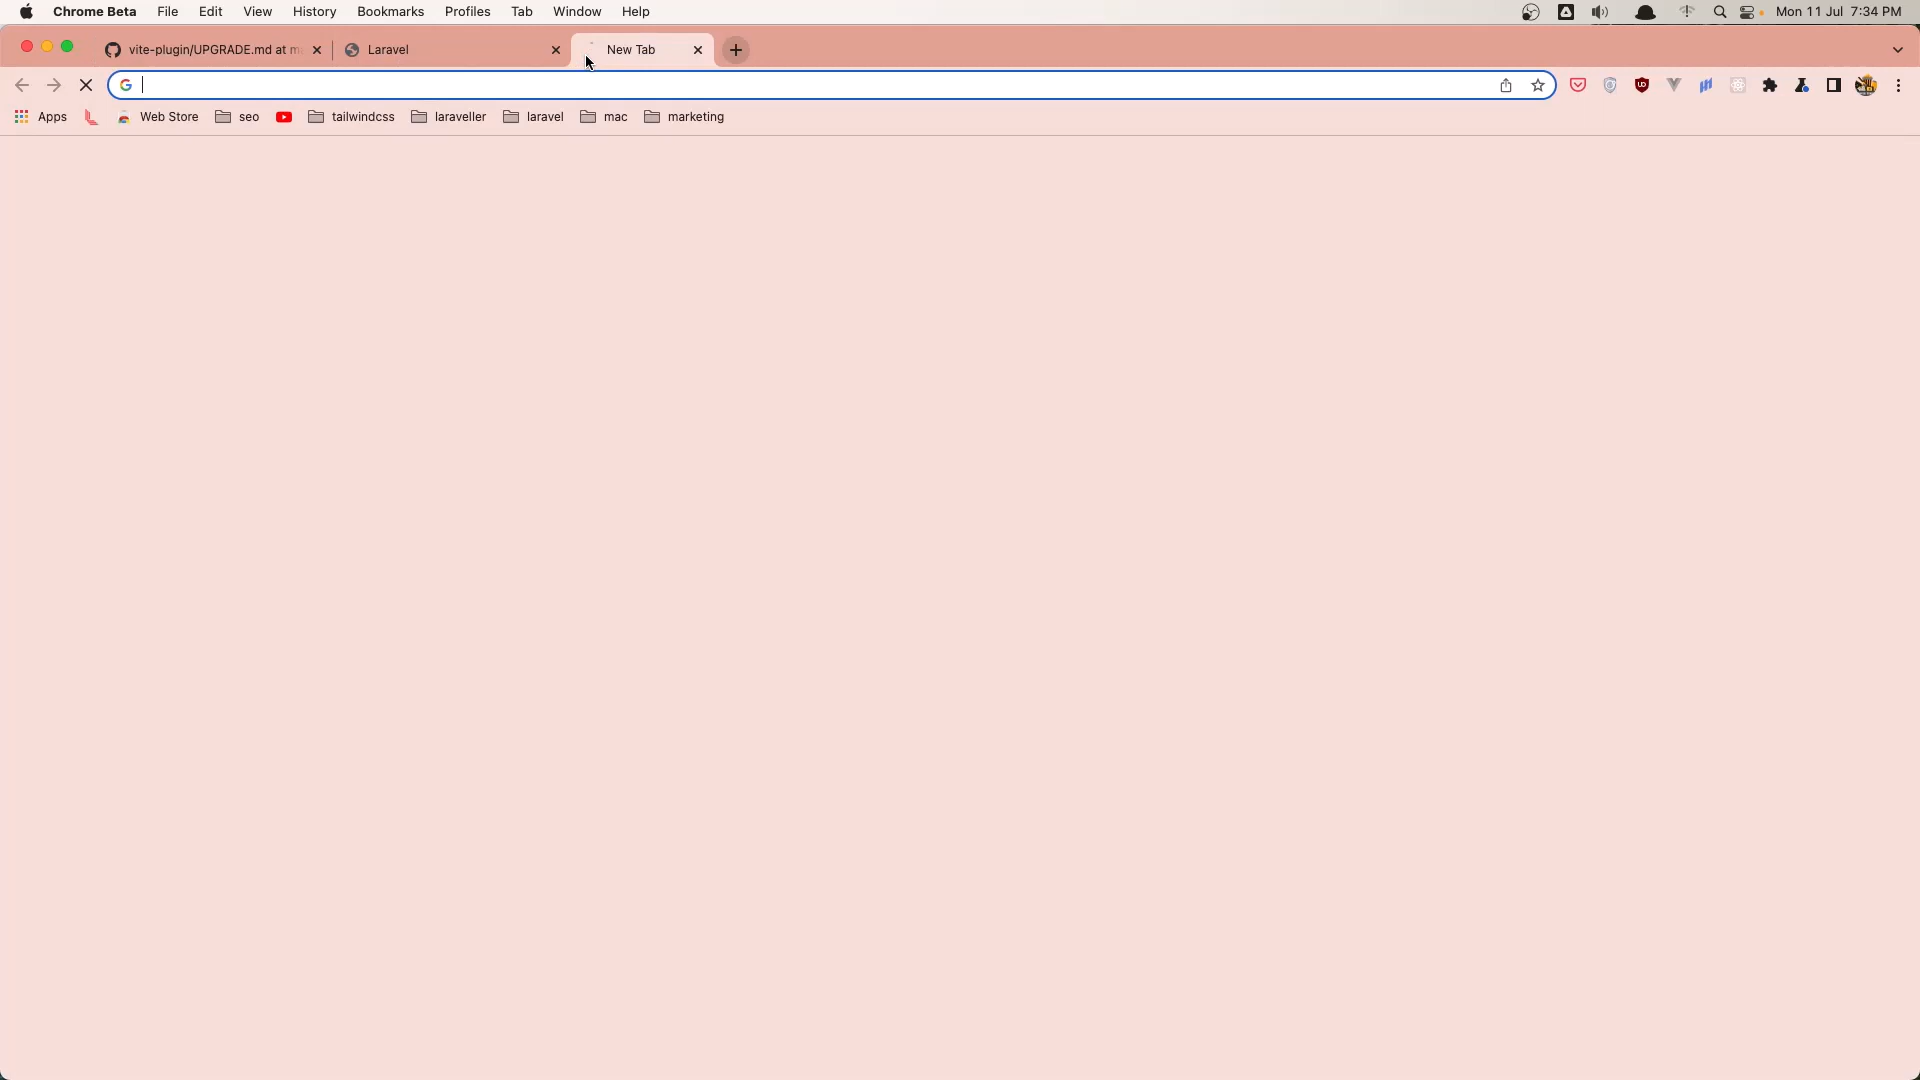 Chrome Beta File Edit View History Bookmarks Profiles Tab Window Help Mon 11 Jul 7:34 PM
vite-plugin/UPGRADE.md at Laravel New Tab
Apps Web Store seo tailwindcss laraveller laravel mac marketing